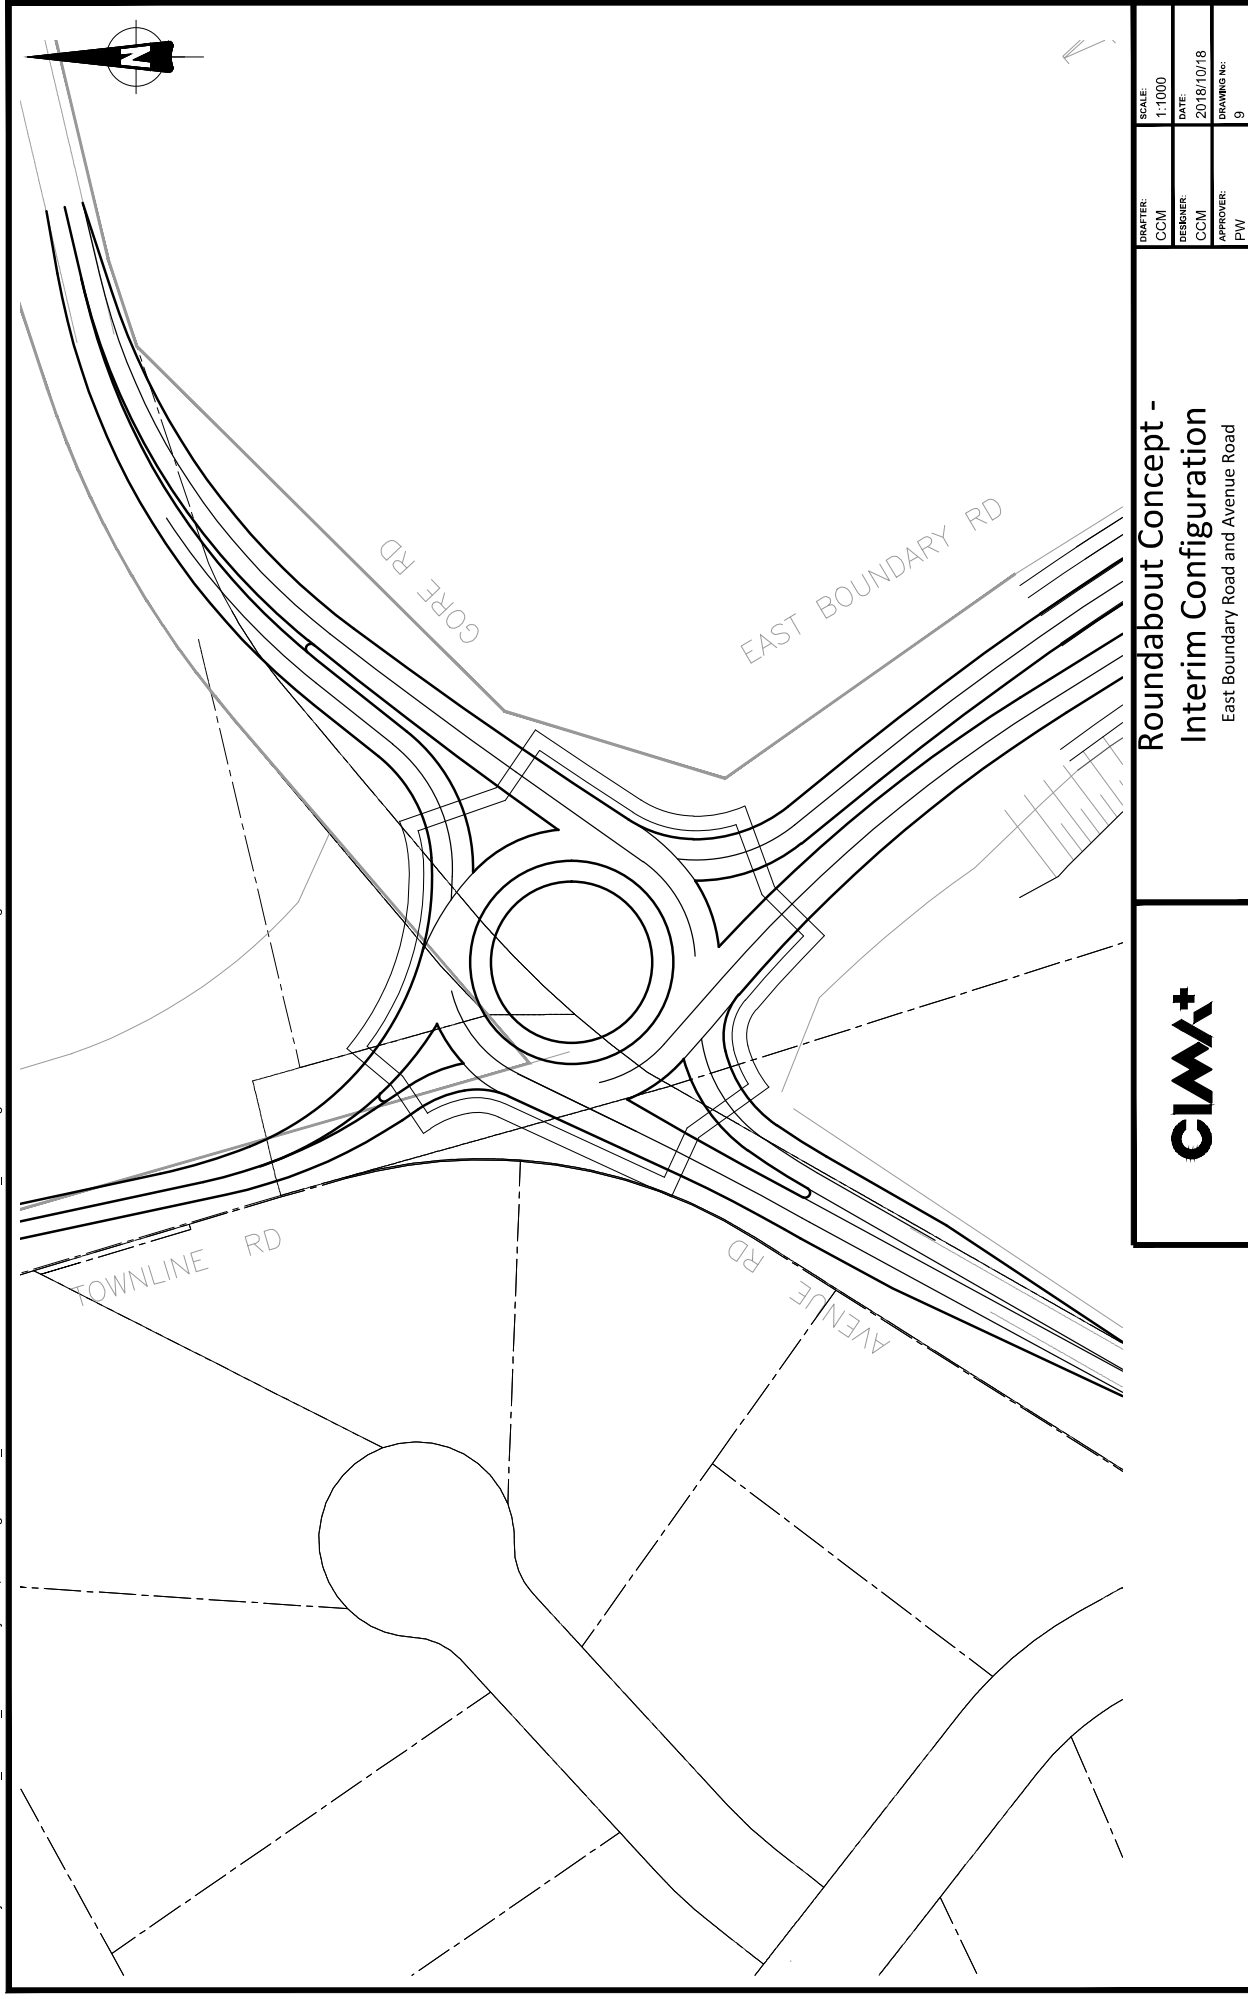 N
GORE RD
EAST BOUNDARY RD
TOWNLINE RD
AVENUE RD
CIMA+
Roundabout Concept -
Interim Configuration
East Boundary Road and Avenue Road
DRAFTER:
CCM
SCALE:
1:1000
DESIGNER:
CCM
DATE:
2018/10/18
APPROVER:
PW
DRAWING No:
9